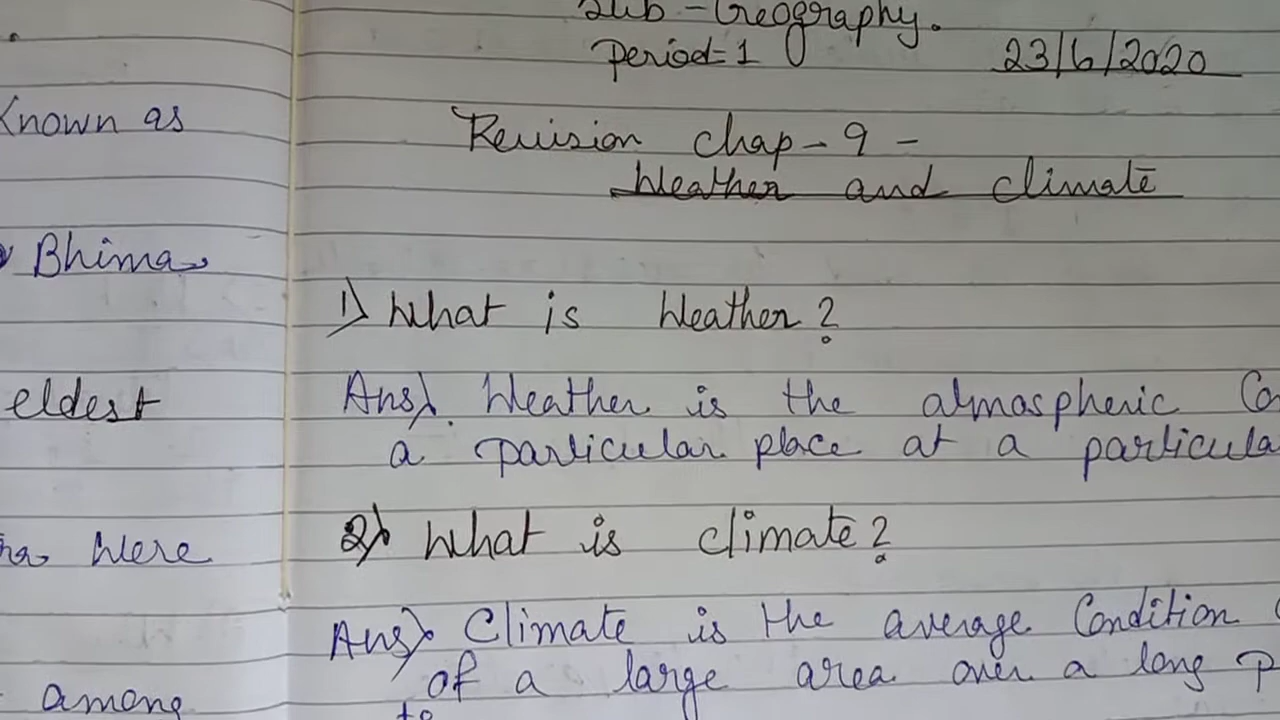 Sub - Geography.
Period-1 23/6/2020
Revision chap - 9 -
Weather and climate
1) What is Weather?
Ans). Weather is the atmospheric
a particular place at a
2) What is climate?
Ans) Climate is the average Condition
of a large area over a long
to
Known as
Bhima
eldest
were
among